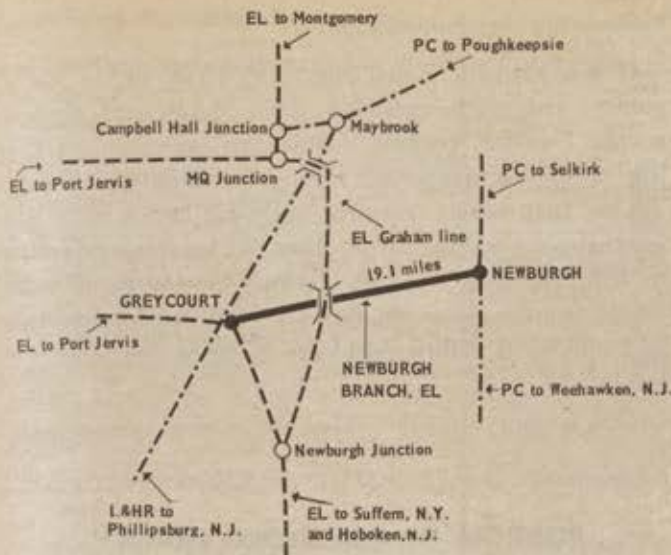 EL to Montgomery
PC to Poughkeepsie
Campbell Hall Junction
Maybrook
EL to Port Jervis
MQ Junction
PC to Selkirk
EL Graham line
19.1 miles
NEWBURGH
GREYCOURT
EL to Port Jervis
NEWBURGH
BRANCH, EL
PC to Weehawken, N.J.
Newburgh Junction
L&HR to
Phillipsburg, N.J.
EL to Suffern, N.Y.
and Hoboken, N.J.